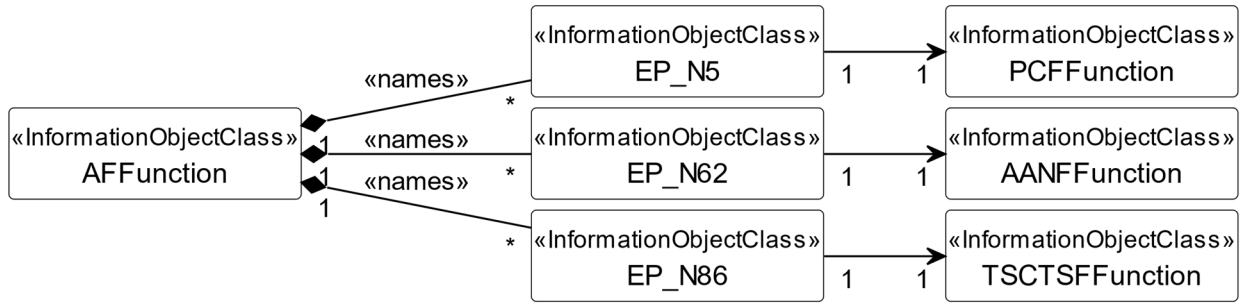 «InformationObjectClass»
EP_N5
1
1
«InformationObjectClass»
PCFFunction
«names»
*
«InformationObjectClass»
AFFunction
1
«names»
1
*
«InformationObjectClass»
EP_N62
1
1
«InformationObjectClass»
AANFFunction
«names»
1
*
«InformationObjectClass»
EP_N86
1
1
«InformationObjectClass»
TSCTSFFunction